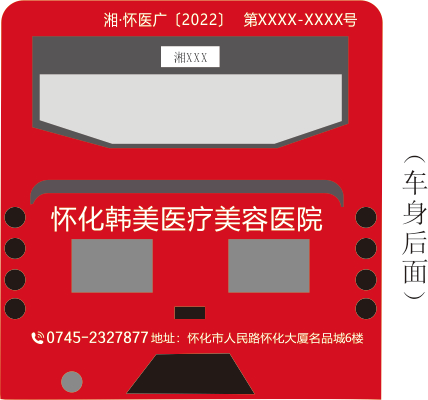 湘·怀医广〔2022〕 第XXXX-XXXX号
湘XXX
怀化韩美医疗美容医院
0745-2327877 地址：怀化市人民路怀化大厦名品城6楼
（车身后面）